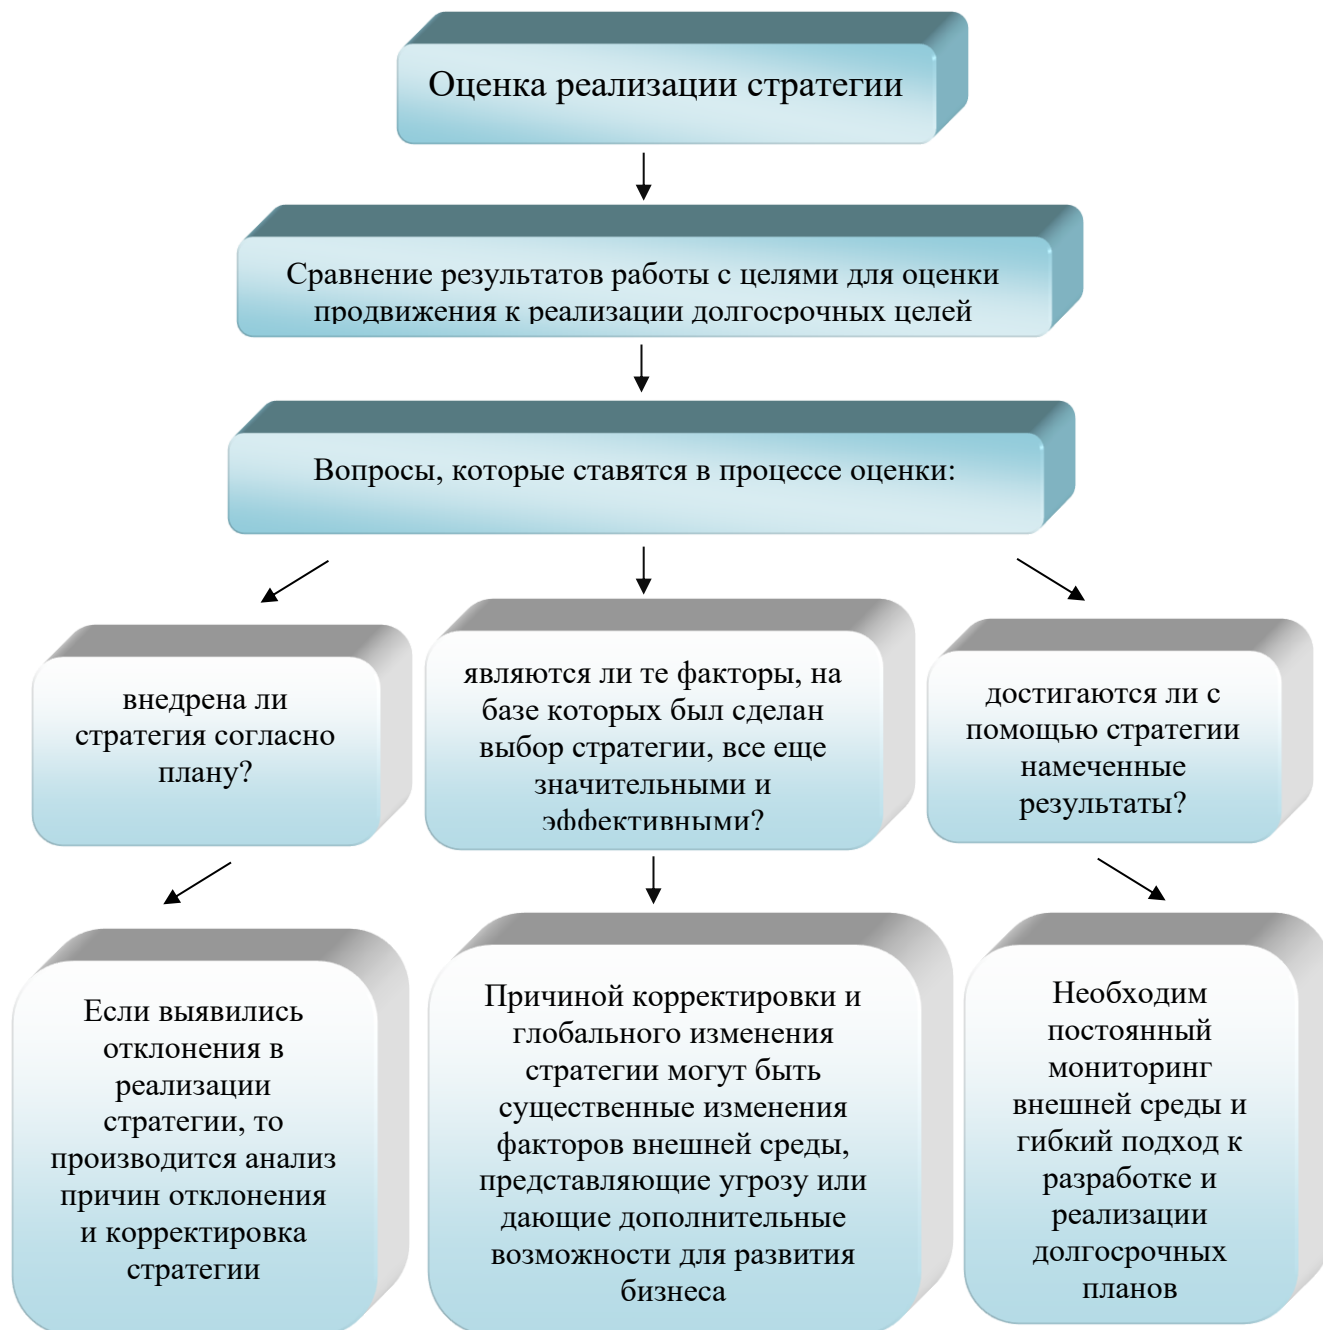 Оценка реализации стратегии
Сравнение результатов работы с целями для оценки
продвижения к реализации долгосрочных целей
Вопросы, которые ставятся в процессе оценки:
внедрена ли
стратегия согласно
плану?
являются ли те факторы, на
базе которых был сделан
выбор стратегии, все еще
значительными и
эффективными?
достигаются ли с
помощью стратегии
намеченные
результаты?
Если выявились
отклонения в
реализации
стратегии, то
производится анализ
причин отклонения
и корректировка
стратегии
Причиной корректировки и
глобального изменения
стратегии могут быть
существенные изменения
факторов внешней среды,
представляющие угрозу или
дающие дополнительные
возможности для развития
бизнеса
Необходим
постоянный
мониторинг
внешней среды и
гибкий подход к
разработке и
реализации
долгосрочных
планов